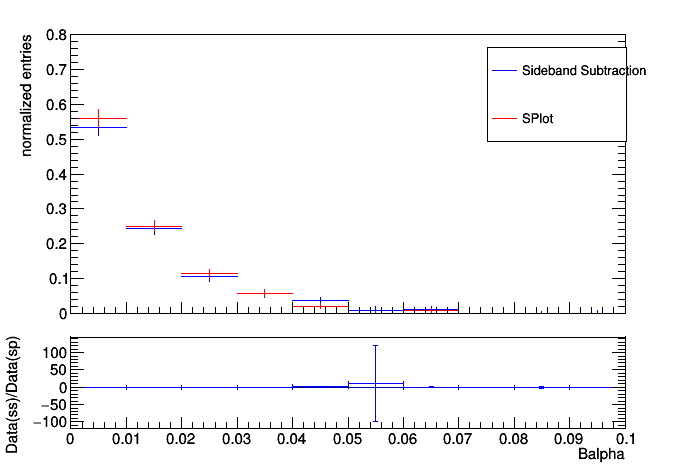 normalized entries
0.8
0.7
0.6
0.5
0.4
0.3
0.2
0.1
0
Sideband Subtraction
SPlot
Data(ss)/Data(sp)
100
50
0
−50
−100
0 0.01 0.02 0.03 0.04 0.05 0.06 0.07 0.08 0.09 0.1
Balpha